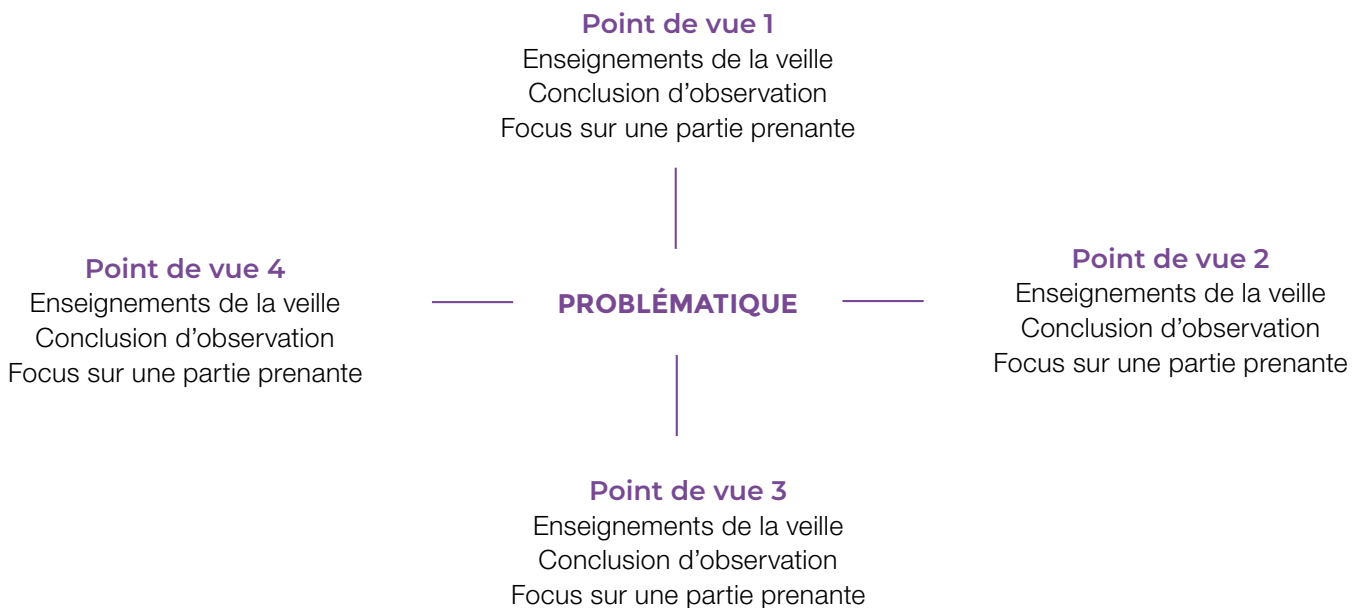 Point de vue 1
Enseignements de la veille
Conclusion d’observation
Focus sur une partie prenante
Point de vue 4
Enseignements de la veille
Conclusion d’observation
Focus sur une partie prenante
PROBLÉMATIQUE
Point de vue 2
Enseignements de la veille
Conclusion d’observation
Focus sur une partie prenante
Point de vue 3
Enseignements de la veille
Conclusion d’observation
Focus sur une partie prenante